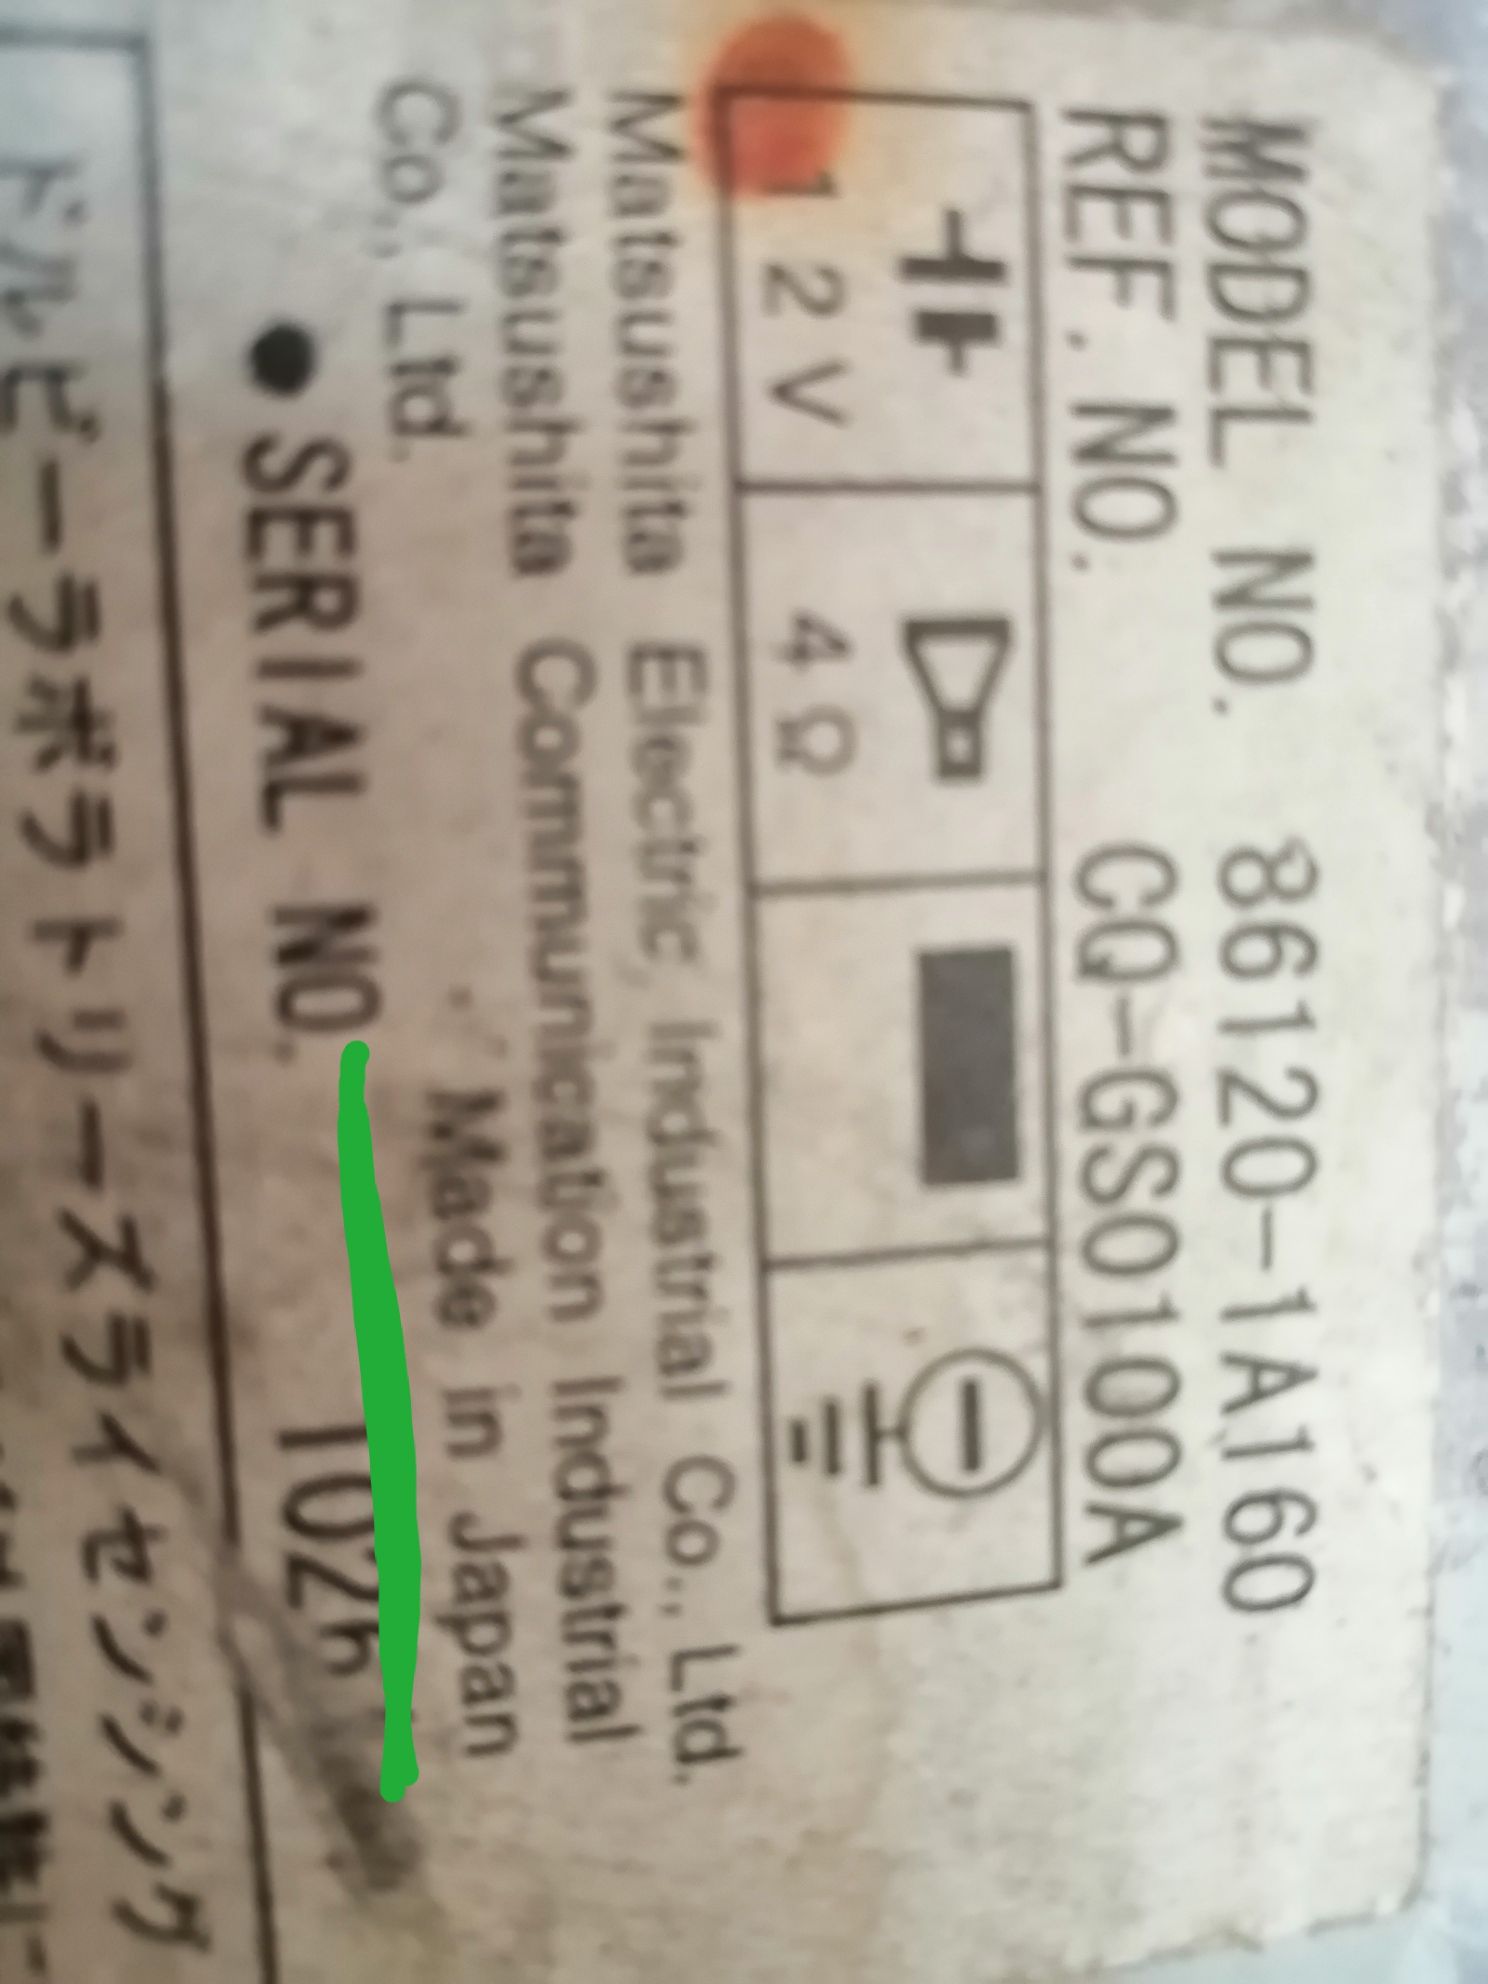 MODEL NO. 86120-1A160
REF. NO. CQ-GS0100A
12V 4Ω
Matsushita Electric Industrial Co., Ltd.
Matsushita Communication Industrial
Co., Ltd.
Made in Japan
●SERIAL NO.
ドルビーラボラトリースライセンシング